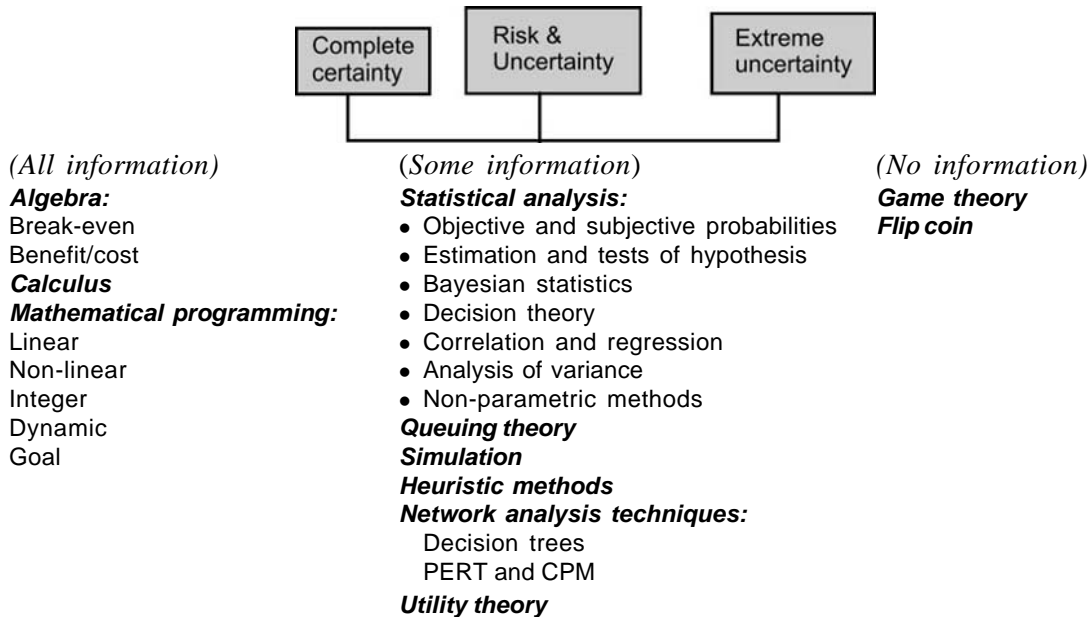 Complete
certainty
Risk &
Uncertainty
Extreme
uncertainty
(All information)
Algebra:
Break-even
Benefit/cost
Calculus
Mathematical programming:
Linear
Non-linear
Integer
Dynamic
Goal
(Some information)
Statistical analysis:
• Objective and subjective probabilities
• Estimation and tests of hypothesis
• Bayesian statistics
• Decision theory
• Correlation and regression
• Analysis of variance
• Non-parametric methods
Queuing theory
Simulation
Heuristic methods
Network analysis techniques:
Decision trees
PERT and CPM
Utility theory
(No information)
Game theory
Flip coin